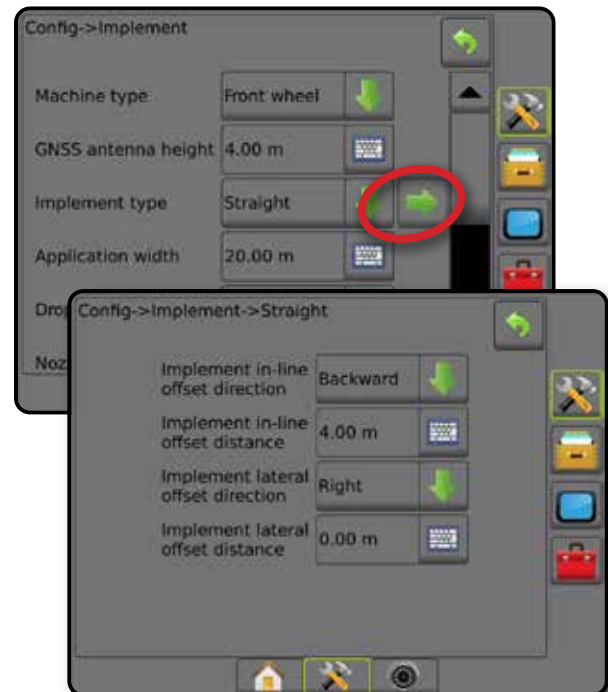 Config->Implement
Machine type Front wheel
GNSS antenna height 4.00 m
Implement type Straight
Application width 20.00 m
Config->Implement->Straight
Implement in-line
offset direction Backward
Implement in-line
offset distance 4.00 m
Implement lateral
offset direction Right
Implement lateral
offset distance 0.00 m